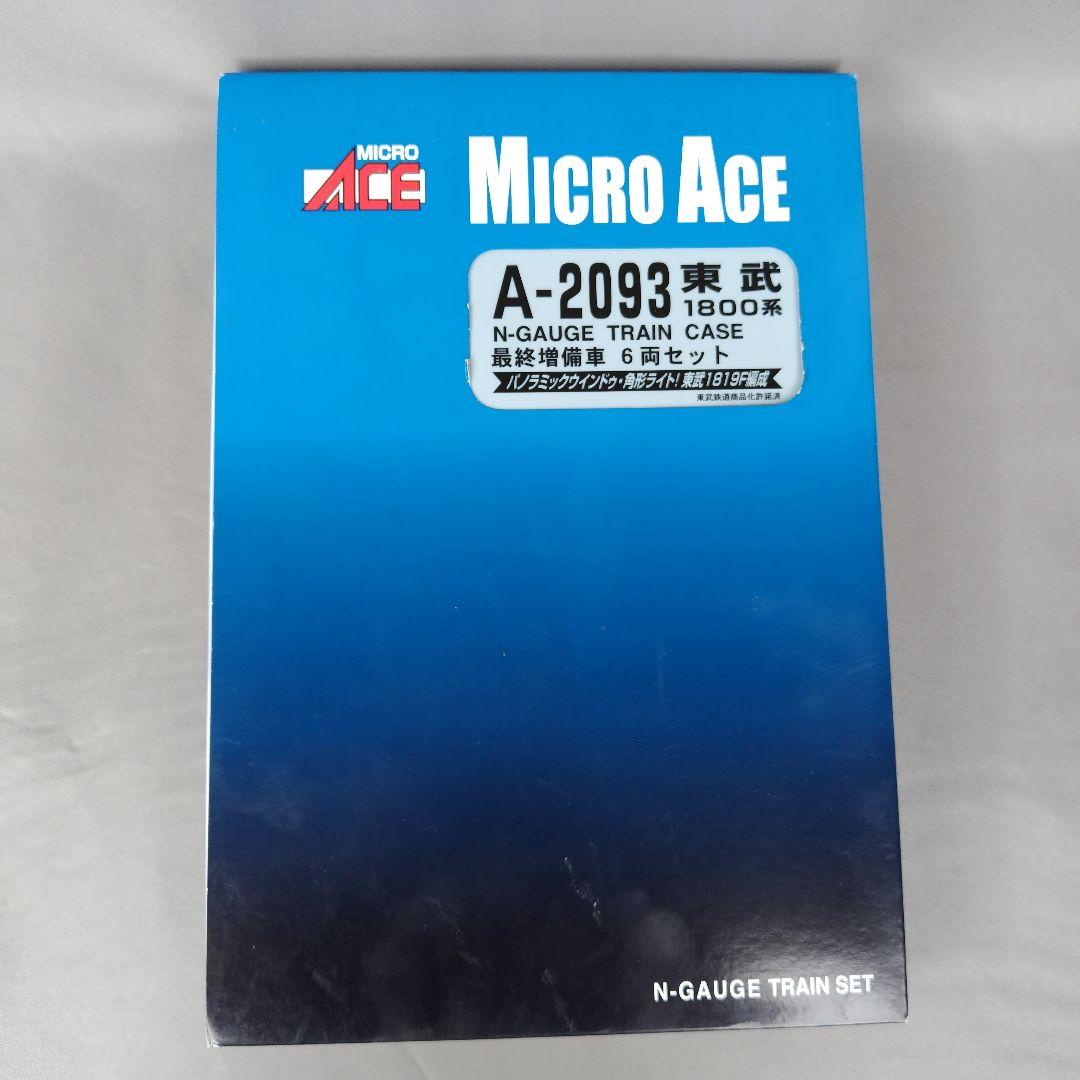 MICRO
ACE
MICRO ACE
A-2093 東武
1800系
N-GAUGE TRAIN CASE
最終増備車 6両セット
パノラミックウインドゥ・角形ライト!東武1819F編成
東武鉄道商品化許諾済
N-GAUGE TRAIN SET